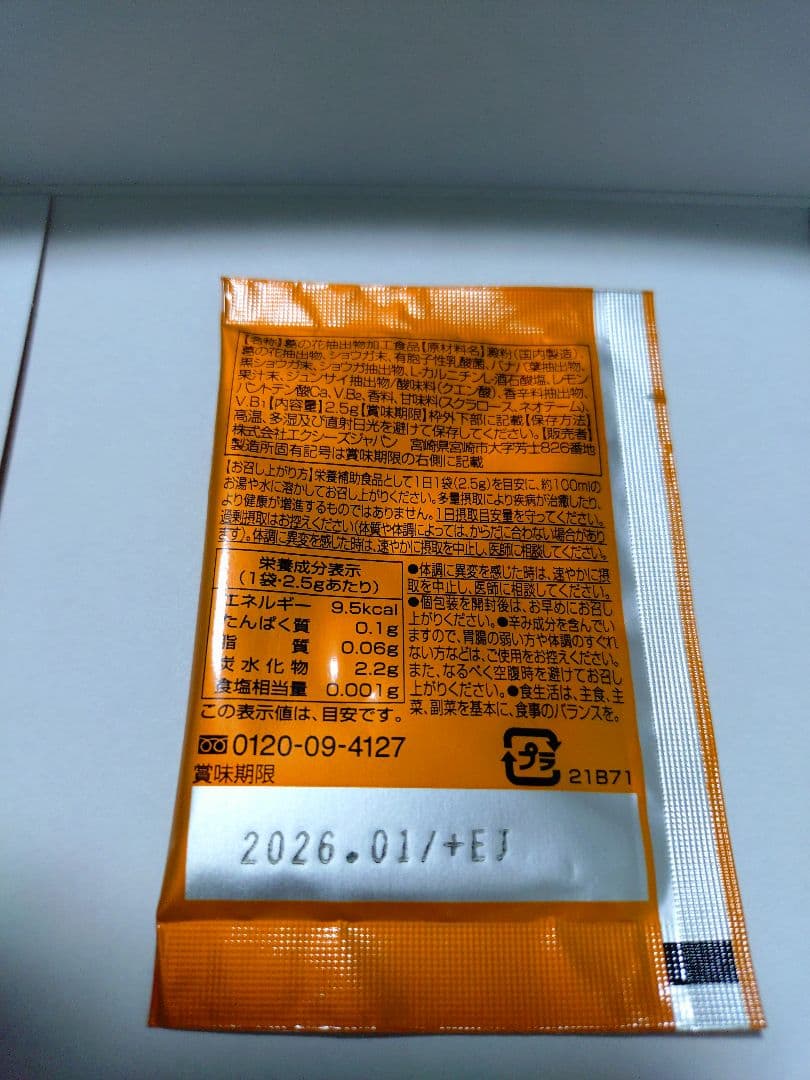 【名称】葛の花抽出物加工食品【原材料名】澱粉(国内製造)、
葛の花抽出物、ショウガ末、有胞子性乳酸菌、バナバ葉抽出物、
黒ショウガ末、ショウガ抽出物、L-カルニチンL-酒石酸塩、レモン
果汁末、ジュンサイ抽出物/酸味料(クエン酸)、香辛料抽出物、
パントテン酸Ca、V.B₂、香料、甘味料(スクラロース、ネオテーム)、
V.B₁【内容量】2.5g【賞味期限】枠外下部に記載【保存方法】
高温、多湿及び直射日光を避けて保存してください。【販売者】
株式会社エクシーズジャパン 宮崎県宮崎市大字芳士826番地
製造所固有記号は賞味期限の右側に記載
【お召し上がり方】栄養補助食品として1日1袋(2.5g)を目安に、約100mlの
お湯や水に溶かしてお召し上がりください。多量摂取により疾病が治癒したり、
より健康が増進するものではありません。1日摂取目安量を守ってください。
過剰摂取はお控えください(体質や体調によっては、からだに合わない場合があり
ます)。体調に異変を感じた時は、速やかに摂取を中止し、医師に相談してください。
栄養成分表示
(1袋・2.5gあたり)
エネルギー 9.5kcal
たんぱく質 0.1g
脂質 0.06g
炭水化物 2.2g
食塩相当量 0.001g
この表示値は、目安です。
●体調に異変を感じた時は、速やかに摂
取を中止し、医師に相談してください。
●個包装を開封後は、お早めにお召し
上がりください。●辛み成分を含んでい
ますので、胃腸の弱い方や体調のすぐれ
ない方などは、ご使用をお控えください。
また、なるべく空腹時を避けてお召し
上がりください。●食生活は、主食、主
菜、副菜を基本に、食事のバランスを。
0120-09-4127
プラ
21B71
賞味期限
2026.01/+EJ